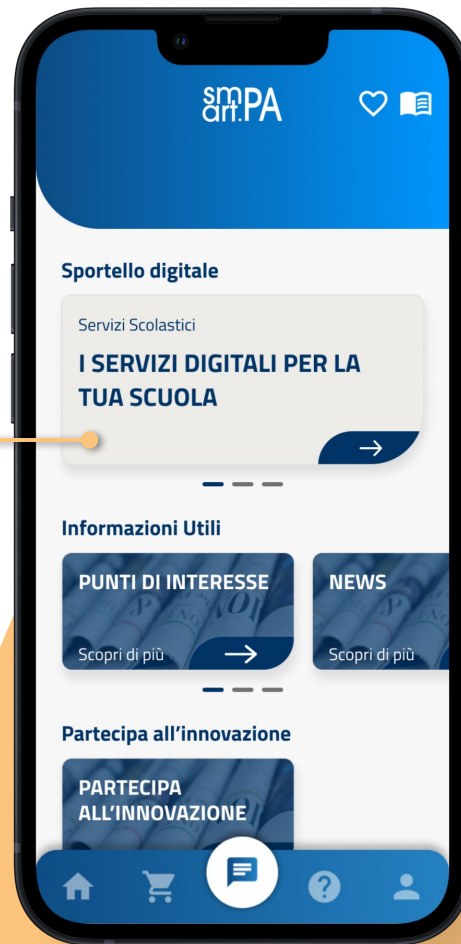 smart.PA
Sportello digitale
Servizi Scolastici
I SERVIZI DIGITALI PER LA
TUA SCUOLA
Informazioni Utili
PUNTI DI INTERESSE
Scopri di più
NEWS
Scopri di più
Partecipa all’innovazione
PARTECIPA
ALL’INNOVAZIONE